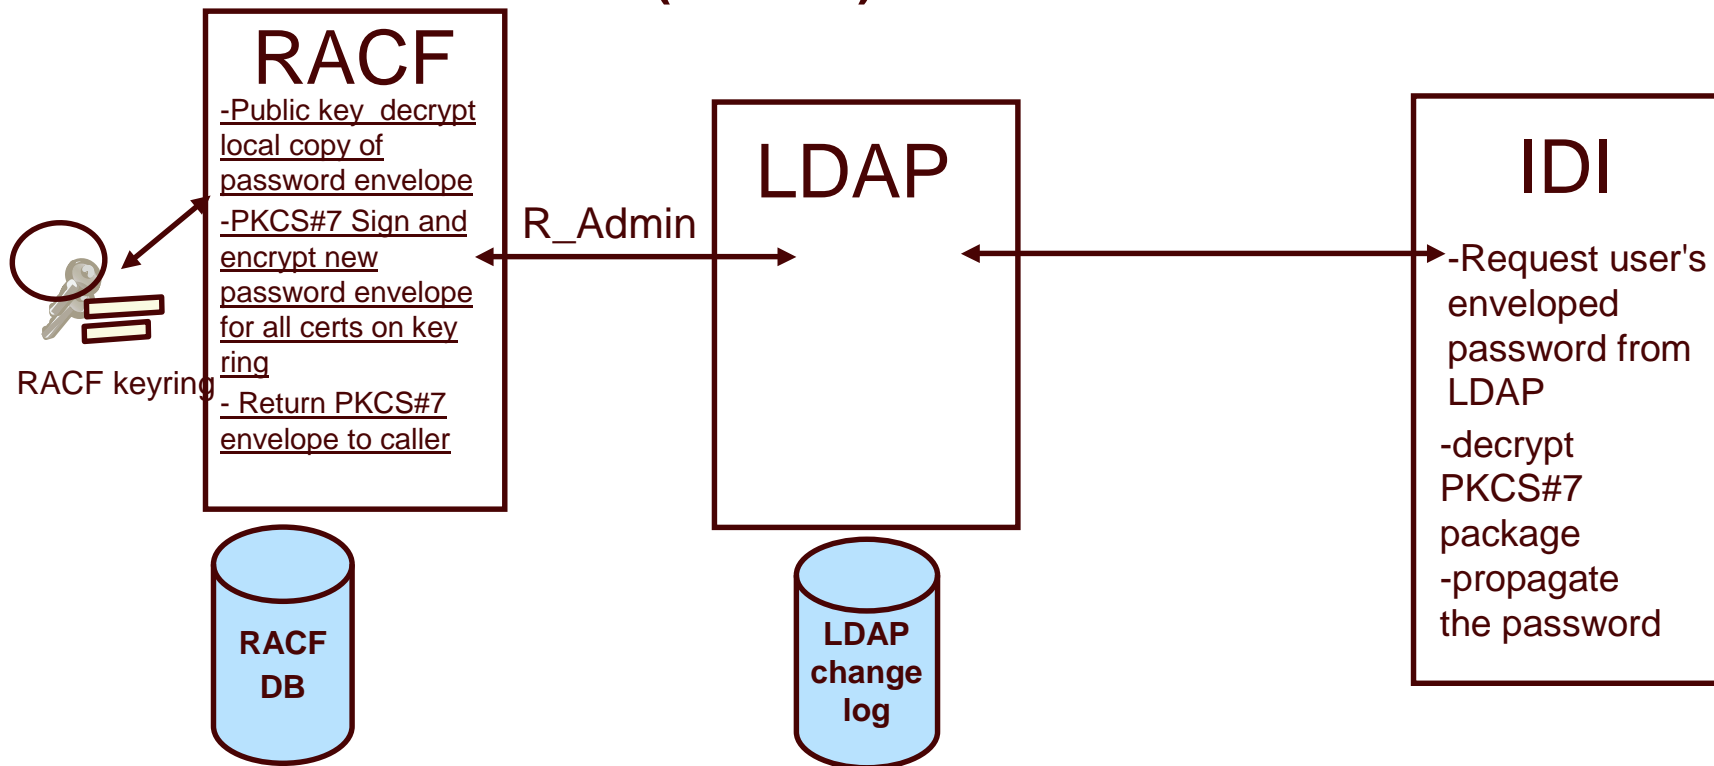 RACF
-Public key decrypt
local copy of
password envelope
-PKCS#7 Sign and
encrypt new
password envelope
for all certs on key
ring
- Return PKCS#7
envelope to caller
RACF keyring
R_Admin
LDAP
IDI
-Request user's
enveloped
password from
LDAP
-decrypt
PKCS#7
package
-propagate
the password
RACF
DB
LDAP
change
log